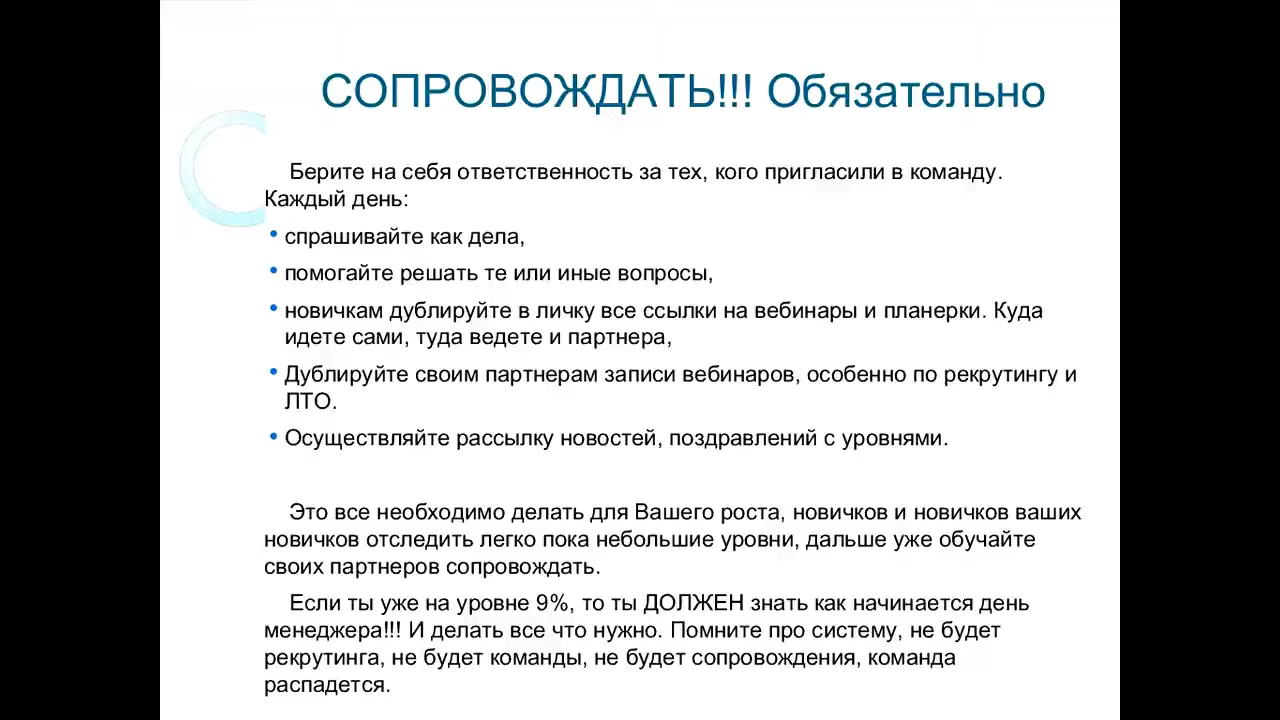 СОПРОВОЖДАТЬ!!! Обязательно
Берите на себя ответственность за тех, кого пригласили в команду.
Каждый день:
• спрашивайте как дела,
• помогайте решать те или иные вопросы,
• новичкам дублируйте в личку все ссылки на вебинары и планерки. Куда
идете сами, туда ведете и партнера,
• Дублируйте своим партнерам записи вебинаров, особенно по рекрутингу и
ЛТО.
• Осуществляйте рассылку новостей, поздравлений с уровнями.
Это все необходимо делать для Вашего роста, новичков и новичков ваших
новичков отследить легко пока небольшие уровни, дальше уже обучайте
своих партнеров сопровождать.
Если ты уже на уровне 9%, то ты ДОЛЖЕН знать как начинается день
менеджера!!! И делать все что нужно. Помните про систему, не будет
рекрутинга, не будет команды, не будет сопровождения, команда
распадется.